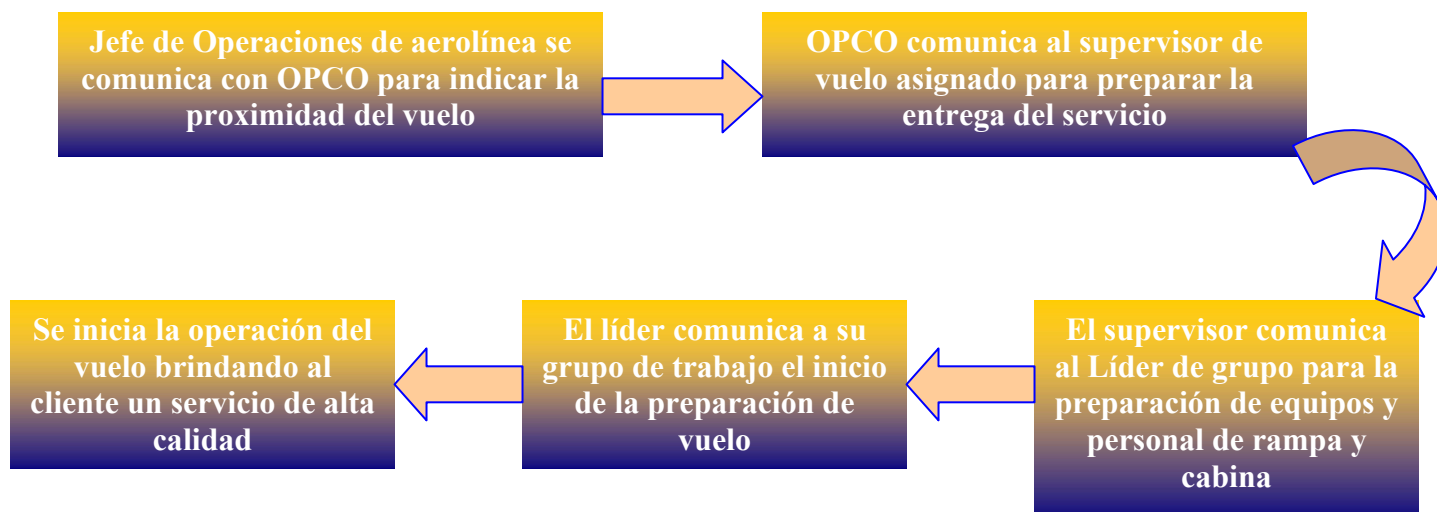 Jefe de Operaciones de aerolínea se
comunica con OPCO para indicar la
proximidad del vuelo
OPCO comunica al supervisor de
vuelo asignado para preparar la
entrega del servicio
El supervisor comunica
al Líder de grupo para la
preparación de equipos y
personal de rampa y
cabina
El líder comunica a su
grupo de trabajo el inicio
de la preparación de
vuelo
Se inicia la operación del
vuelo brindando al
cliente un servicio de alta
calidad